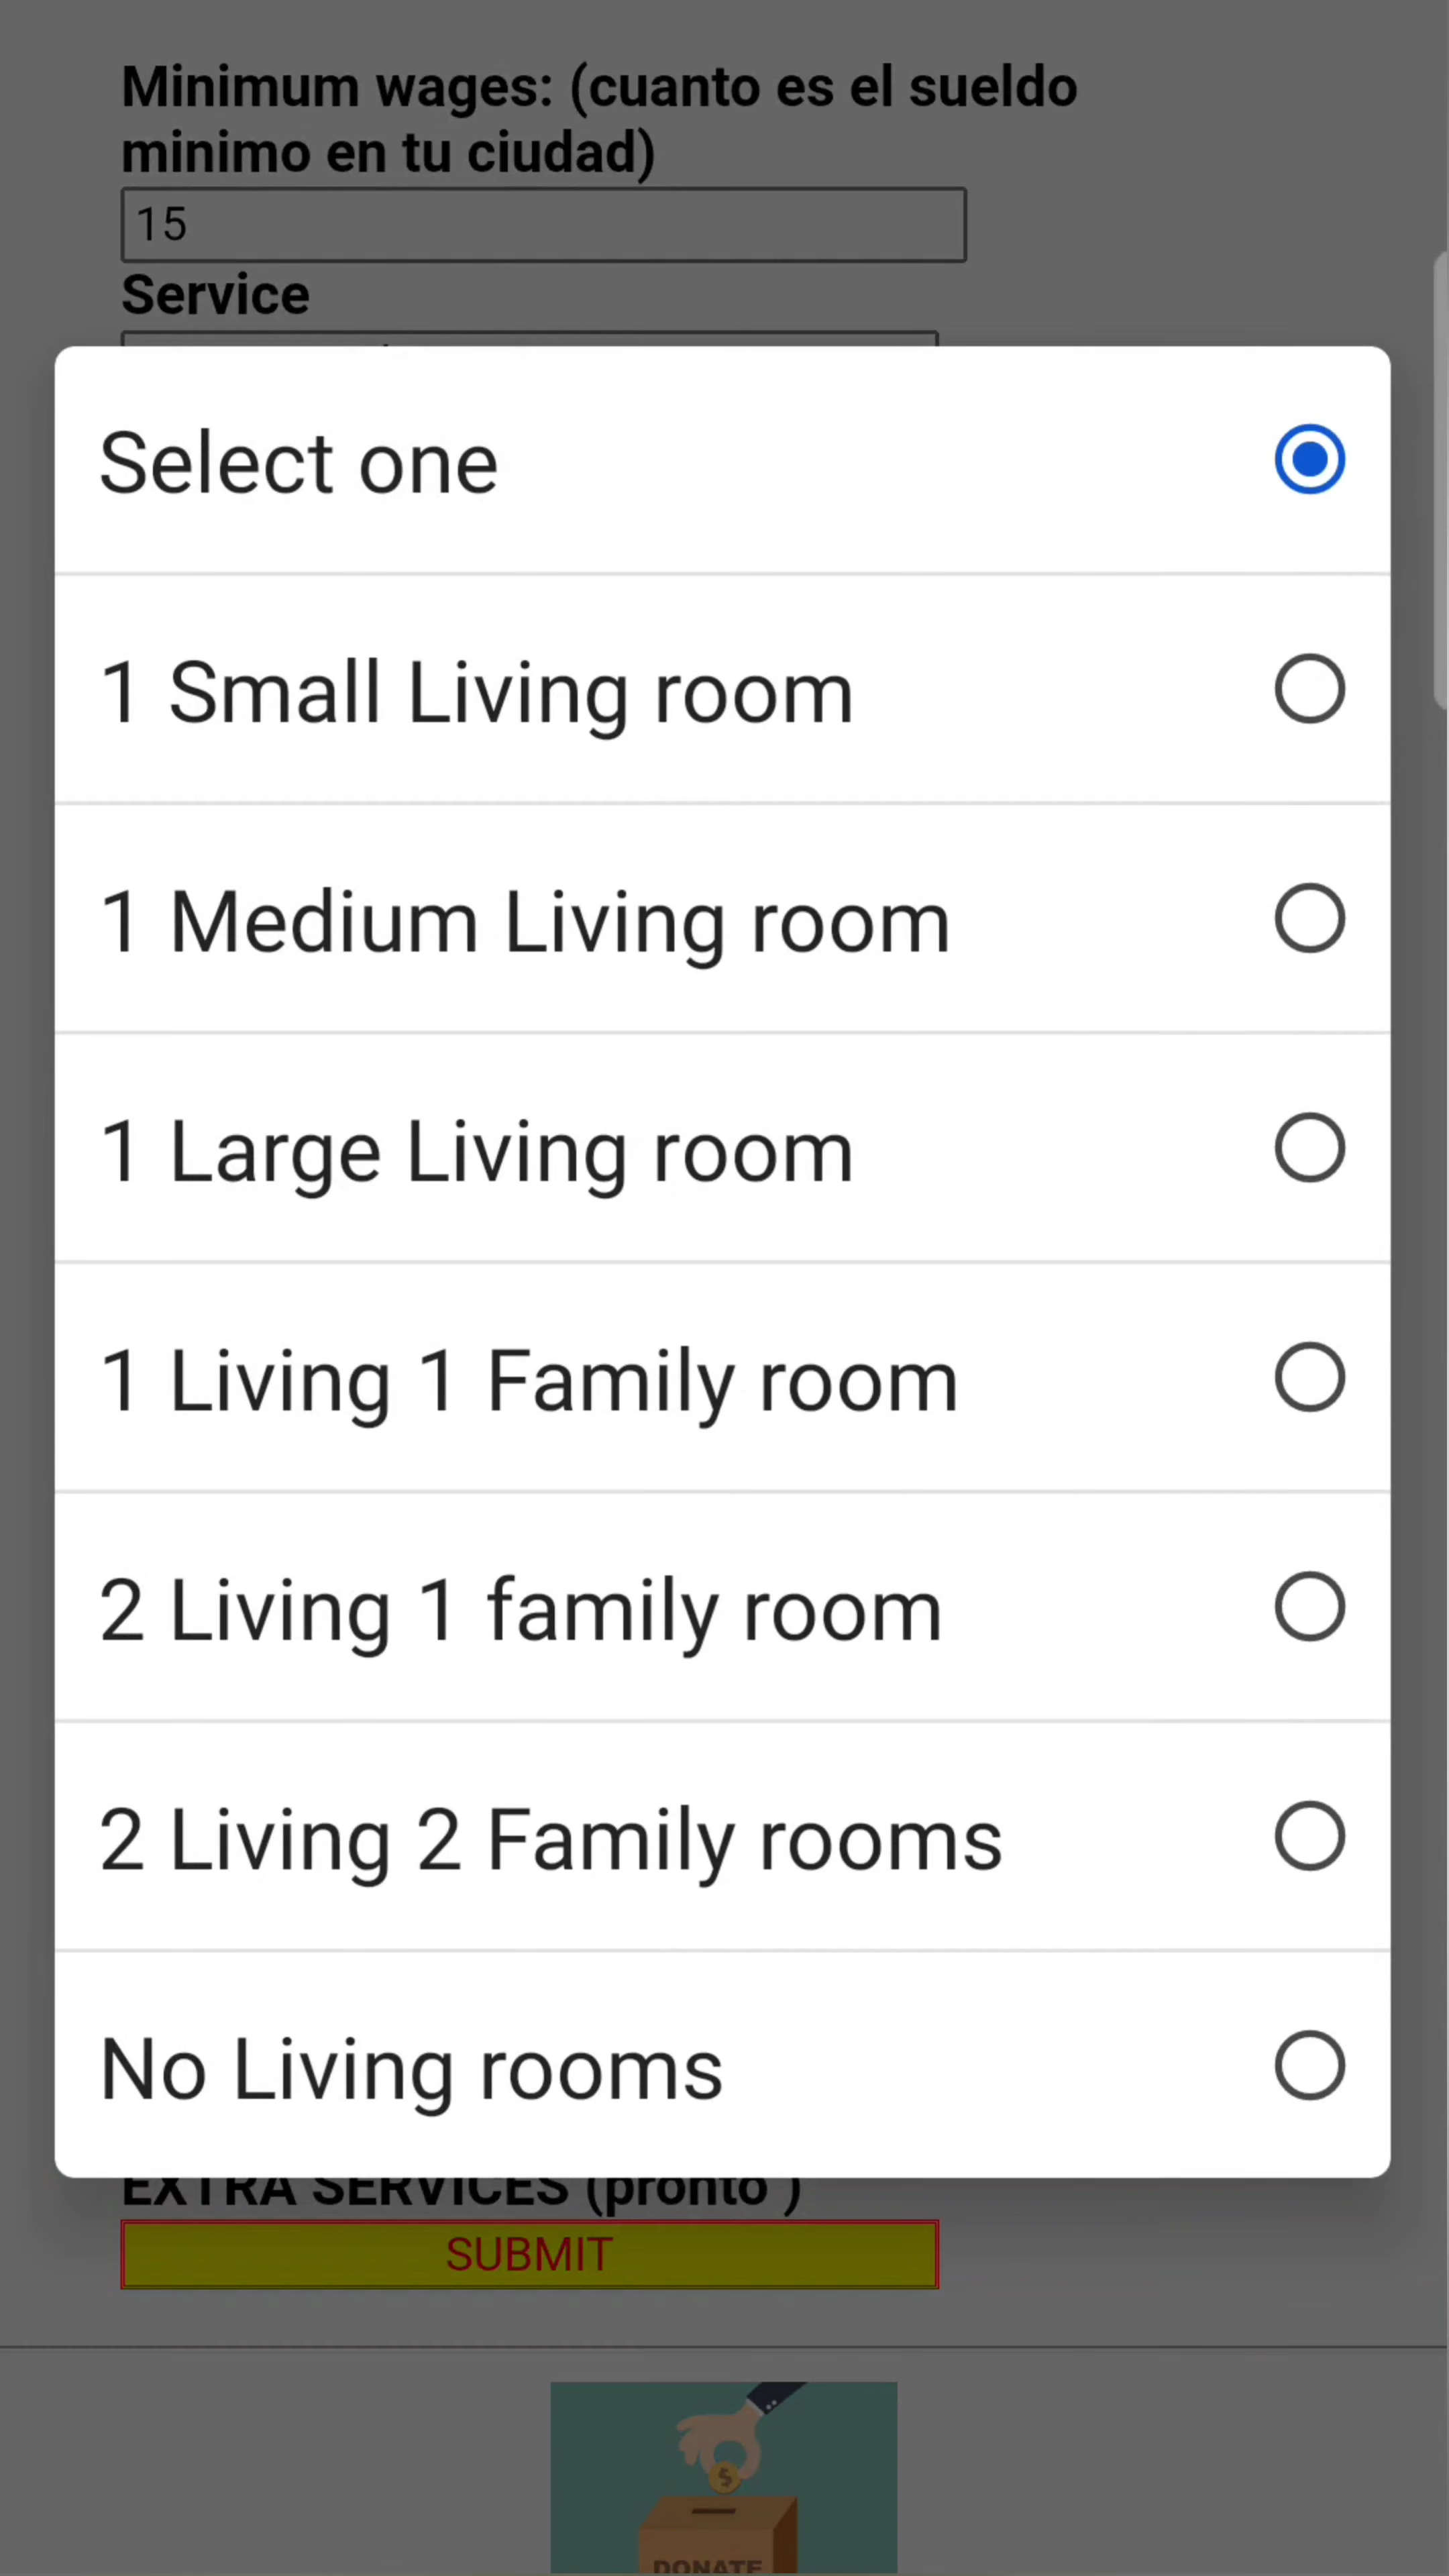 Minimum wages: (cuanto es el sueldo
minimo en tu ciudad)
15
Service
Select one
1 Small Living room
1 Medium Living room
1 Large Living room
1 Living 1 Family room
2 Living 1 family room
2 Living 2 Family rooms
No Living rooms
EXTRA SERVICES (pronto )
SUBMIT
$
DONATE